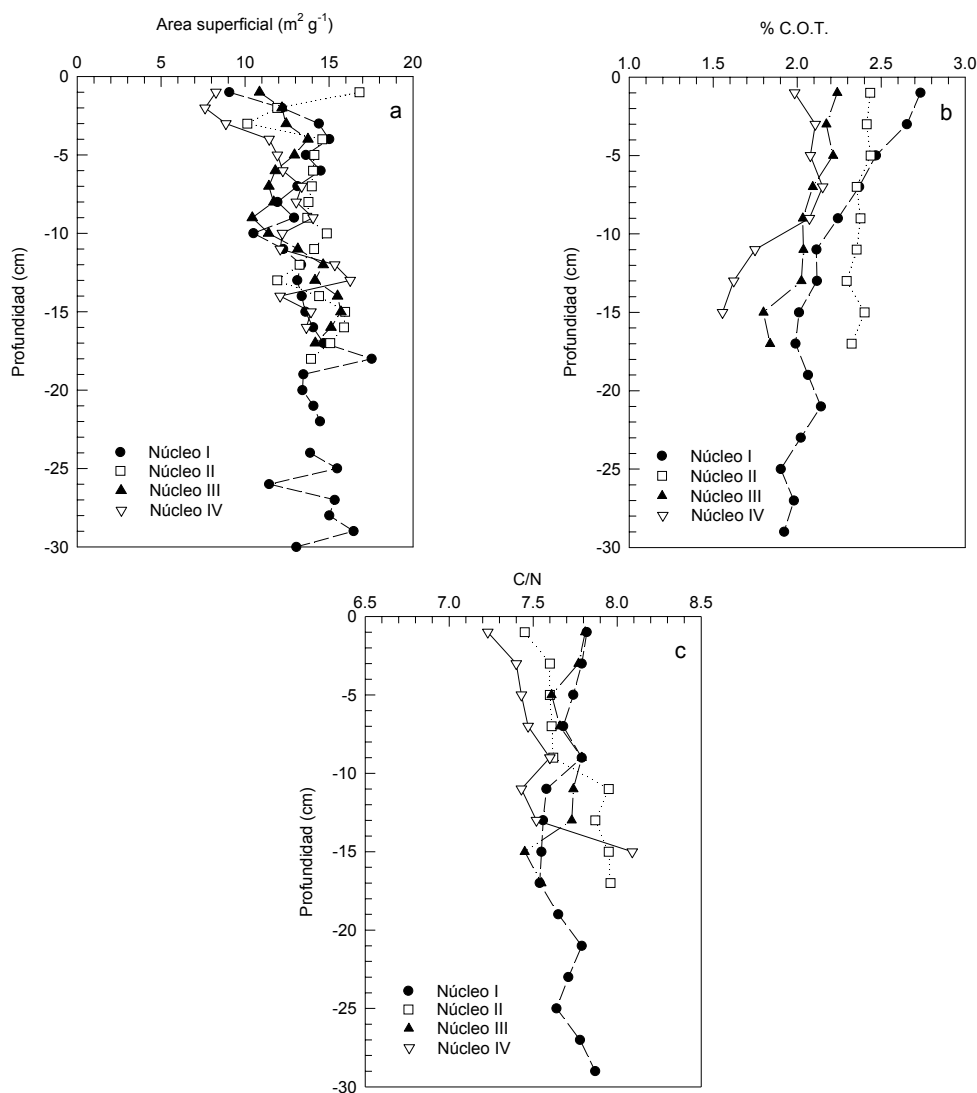 Area superficial (m² g⁻¹)
0 5 10 15 20
0
-5
-10
-15
-20
-25
-30
Profundidad (cm)
a
Núcleo I
Núcleo II
Núcleo III
Núcleo IV
% C.O.T.
1.0 1.5 2.0 2.5 3.0
0
-5
-10
-15
-20
-25
-30
Profundidad (cm)
b
Núcleo I
Núcleo II
Núcleo III
Núcleo IV
C/N
6.5 7.0 7.5 8.0 8.5
0
-5
-10
-15
-20
-25
-30
Profundidad (cm)
c
Núcleo I
Núcleo II
Núcleo III
Núcleo IV